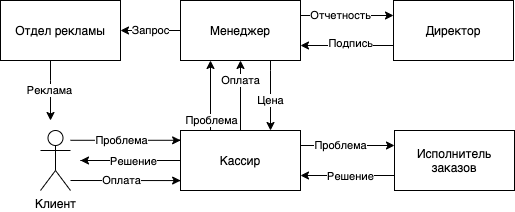 Отдел рекламы
Запрос
Менеджер
Отчетность
Подпись
Директор
Реклама
Проблема
Оплата
Цена
Проблема
Решение
Оплата
Клиент
Кассир
Проблема
Решение
Исполнитель
заказов